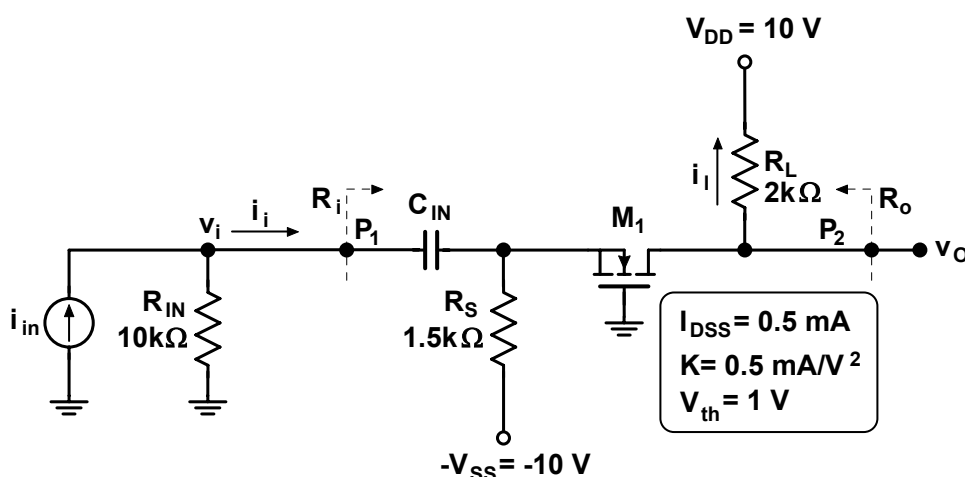 V_DD = 10 V
R_L
2kΩ
i_l
R_o
R_i
C_IN
M_1
v_i
i_i
P_1
P_2
v_O
i_in
R_IN
10kΩ
R_S
1.5kΩ
I_DSS = 0.5 mA
K= 0.5 mA/V²
V_th = 1 V
-V_SS = -10 V